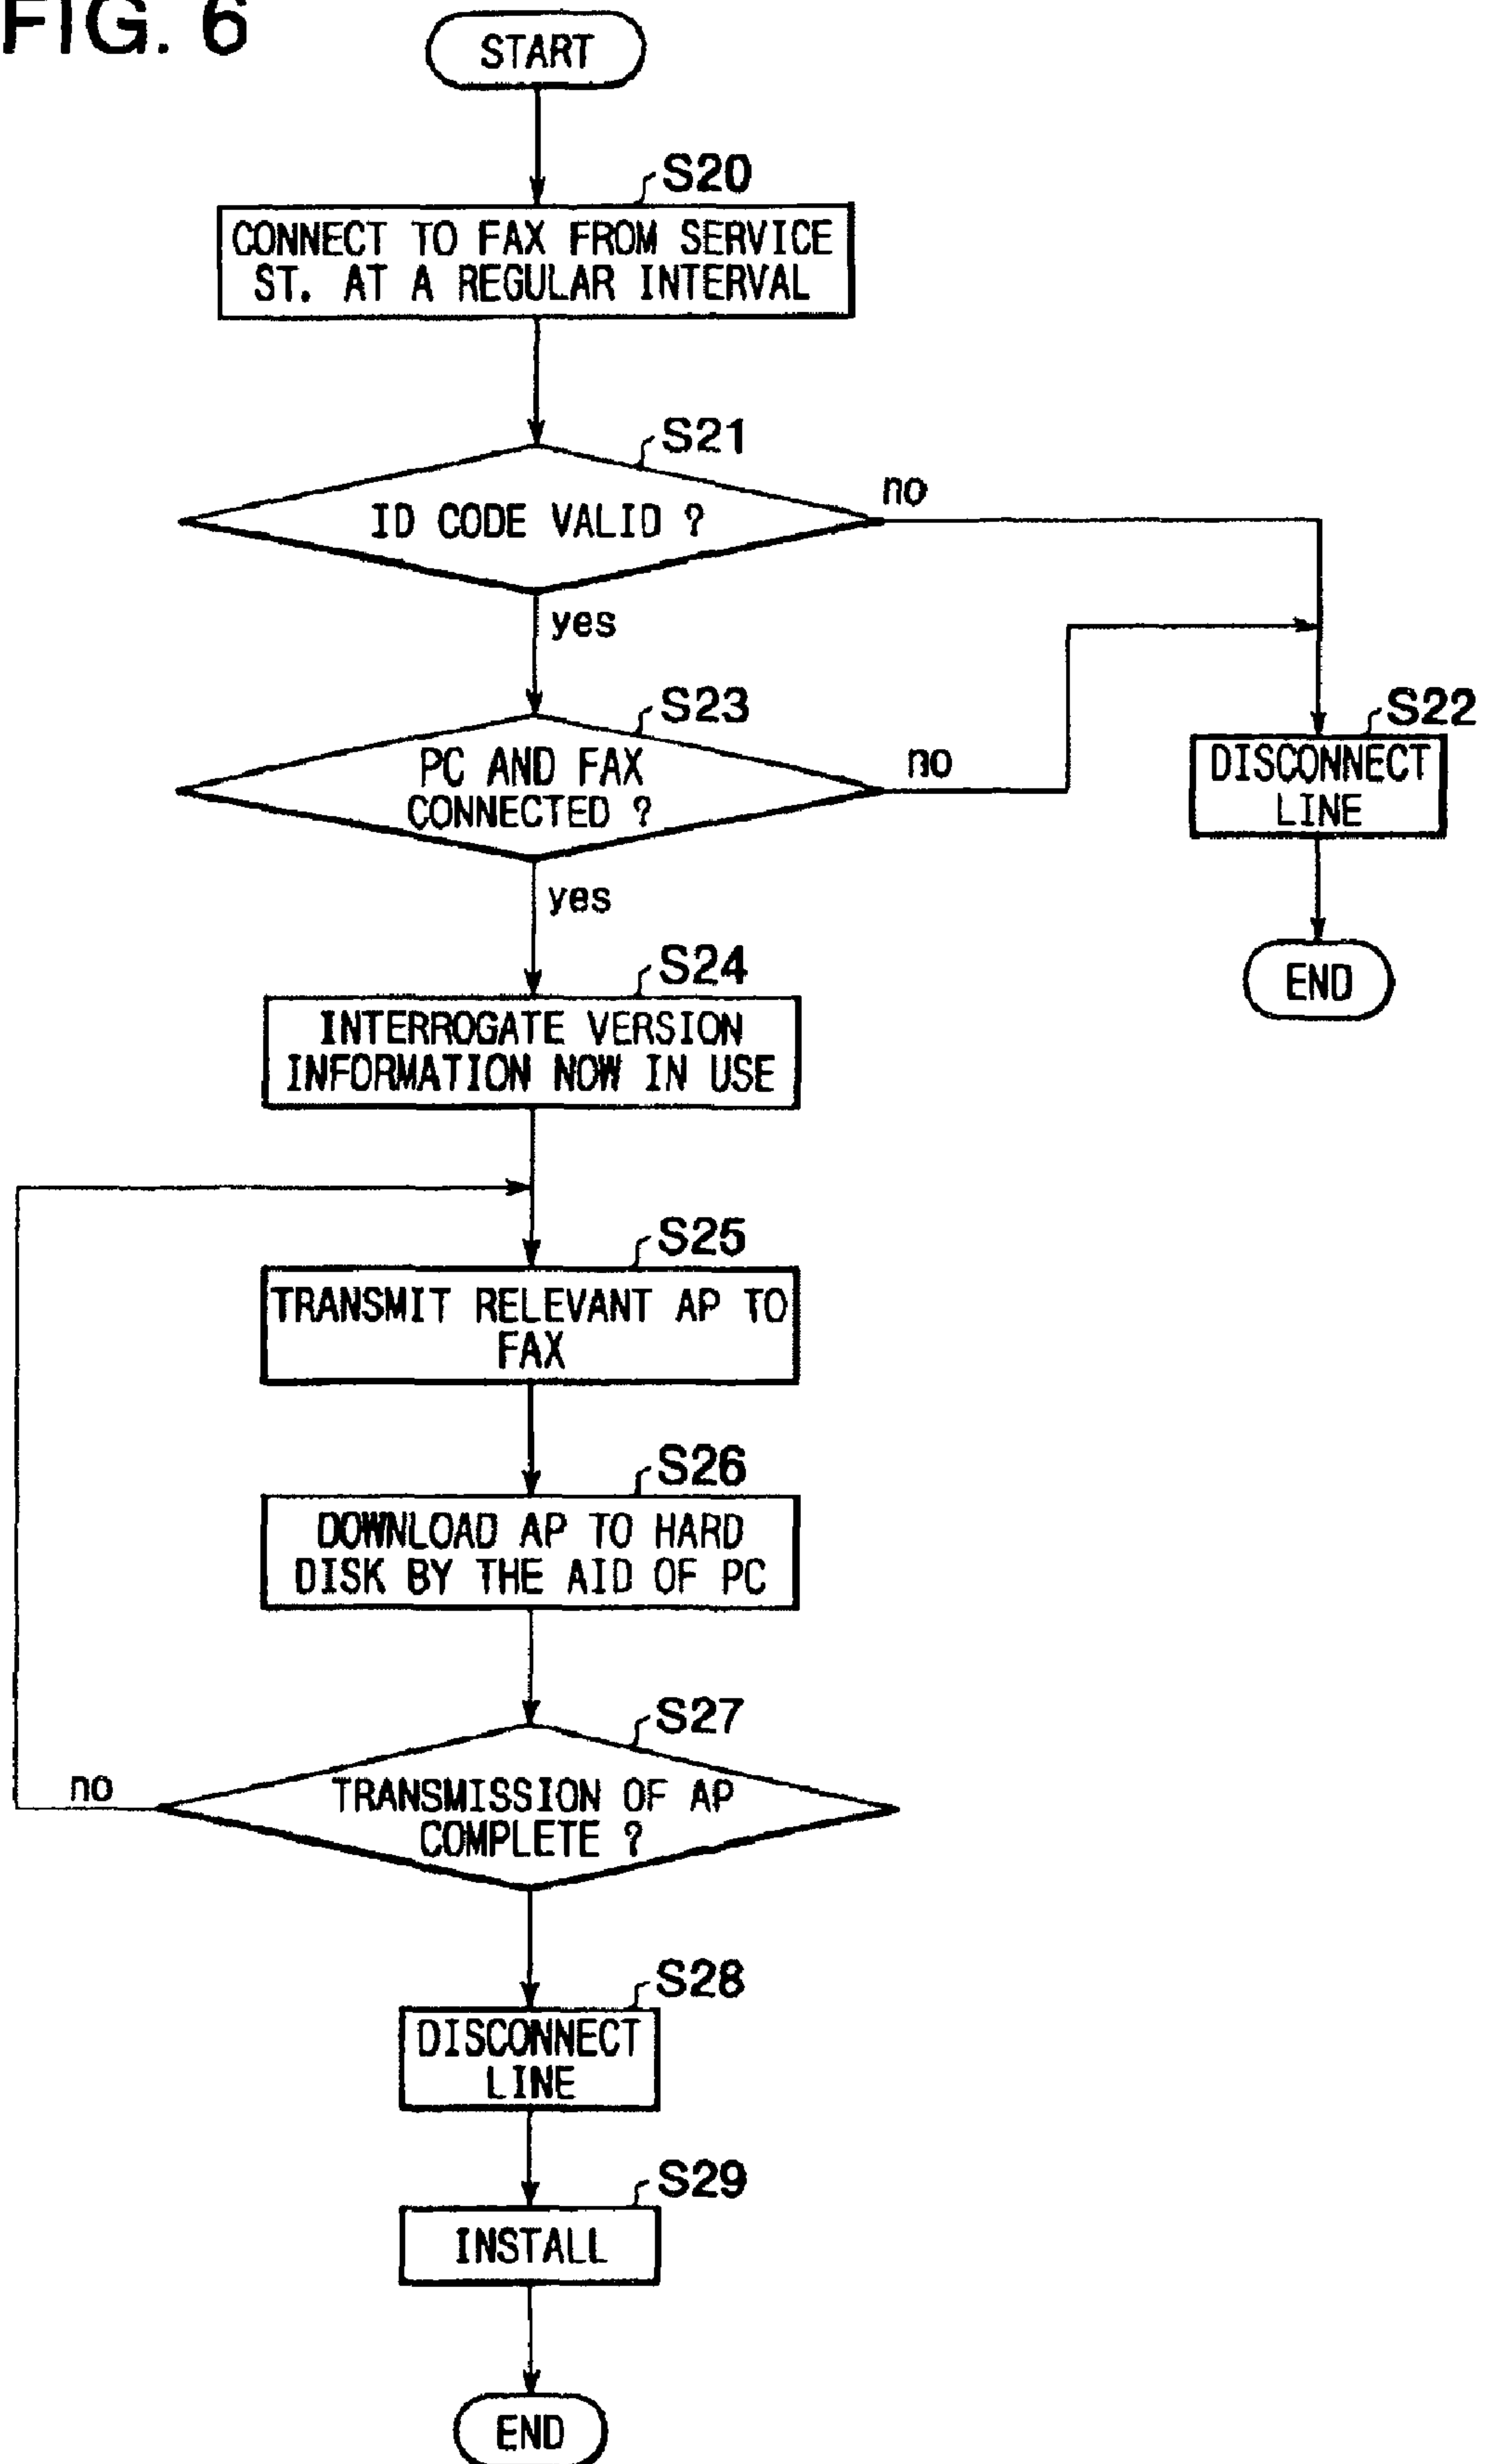 FIG. 6
START
S20
CONNECT TO FAX FROM SERVICE
ST. AT A REGULAR INTERVAL
S21
ID CODE VALID ?
no
yes
S23
PC AND FAX
CONNECTED ?
no
S22
DISCONNECT
LINE
yes
END
S24
INTERROGATE VERSION
INFORMATION NOW IN USE
S25
TRANSMIT RELEVANT AP TO
FAX
S26
DOWNLOAD AP TO HARD
DISK BY THE AID OF PC
S27
no
TRANSMISSION OF AP
COMPLETE ?
S28
DISCONNECT
LINE
S29
INSTALL
END